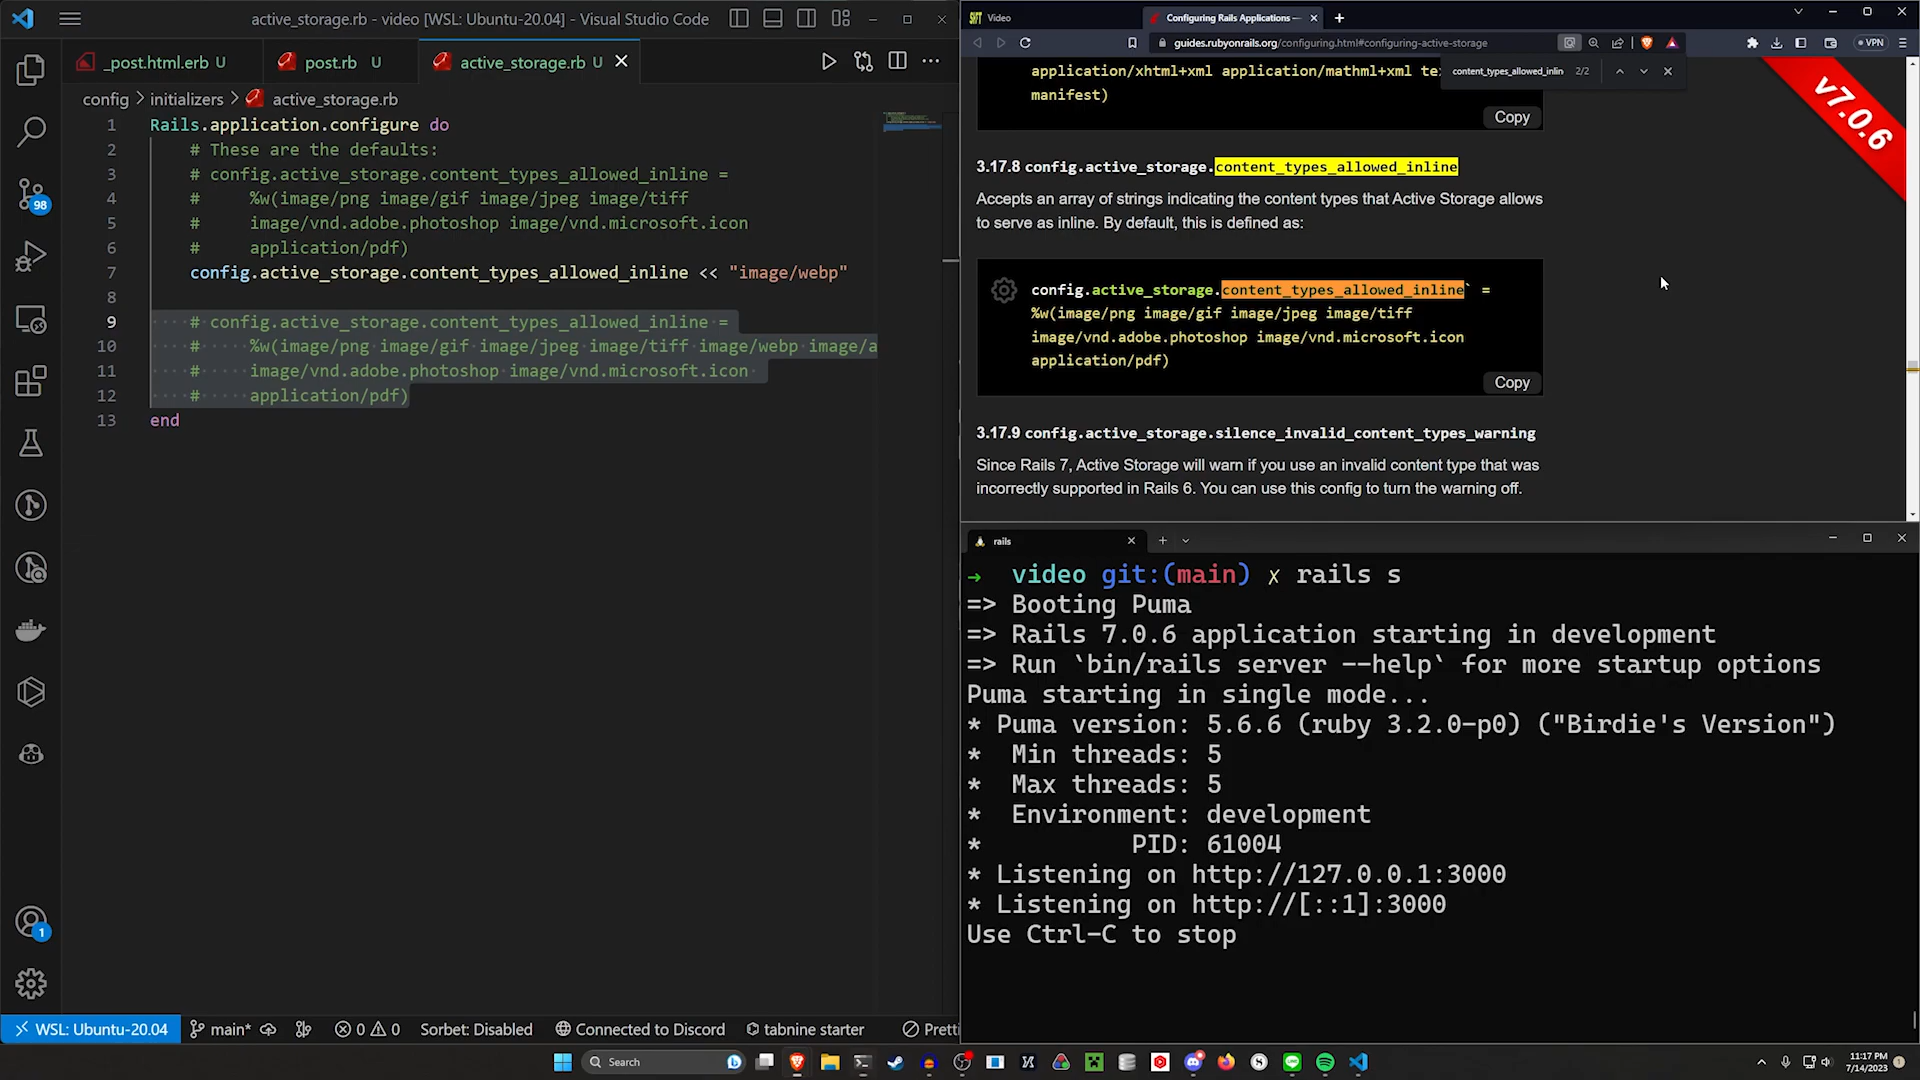 active_storage.rb - video [WSL: Ubuntu-20.04] - Visual Studio Code
_post.html.erb U
post.rb U
active_storage.rb U
config > initializers > active_storage.rb
1 Rails.application.configure do
2 # These are the defaults:
3 # config.active_storage.content_types_allowed_inline =
4 # %w(image/png image/gif image/jpeg image/tiff
5 # image/vnd.adobe.photoshop image/vnd.microsoft.icon
6 # application/pdf)
7 config.active_storage.content_types_allowed_inline << "image/webp"
8
9 # config.active_storage.content_types_allowed_inline =
10 # %w(image/png image/gif image/jpeg image/tiff image/webp image/a
11 # image/vnd.adobe.photoshop image/vnd.microsoft.icon
12 # application/pdf)
13 end
98
1
WSL: Ubuntu-20.04
main*
0 0
Sorbet: Disabled
Connected to Discord
tabnine starter
Pretti
Video
Configuring Rails Applications —
guides.rubyonrails.org/configuring.html#configuring-active-storage
VPN
content_types_allowed_inlin 2/2
application/xhtml+xml application/mathml+xml te
manifest)
Copy
v7.0.6
3.17.8 config.active_storage.content_types_allowed_inline
Accepts an array of strings indicating the content types that Active Storage allows
to serve as inline. By default, this is defined as:
config.active_storage.content_types_allowed_inline` =
%w(image/png image/gif image/jpeg image/tiff
image/vnd.adobe.photoshop image/vnd.microsoft.icon
application/pdf)
Copy
3.17.9 config.active_storage.silence_invalid_content_types_warning
Since Rails 7, Active Storage will warn if you use an invalid content type that was
incorrectly supported in Rails 6. You can use this config to turn the warning off.
rails
→ video git:(main) ✗ rails s
=> Booting Puma
=> Rails 7.0.6 application starting in development
=> Run `bin/rails server --help` for more startup options
Puma starting in single mode...
* Puma version: 5.6.6 (ruby 3.2.0-p0) ("Birdie's Version")
* Min threads: 5
* Max threads: 5
* Environment: development
* PID: 61004
* Listening on http://127.0.0.1:3000
* Listening on http://[::1]:3000
Use Ctrl-C to stop
Search
11:17 PM
7/14/2023